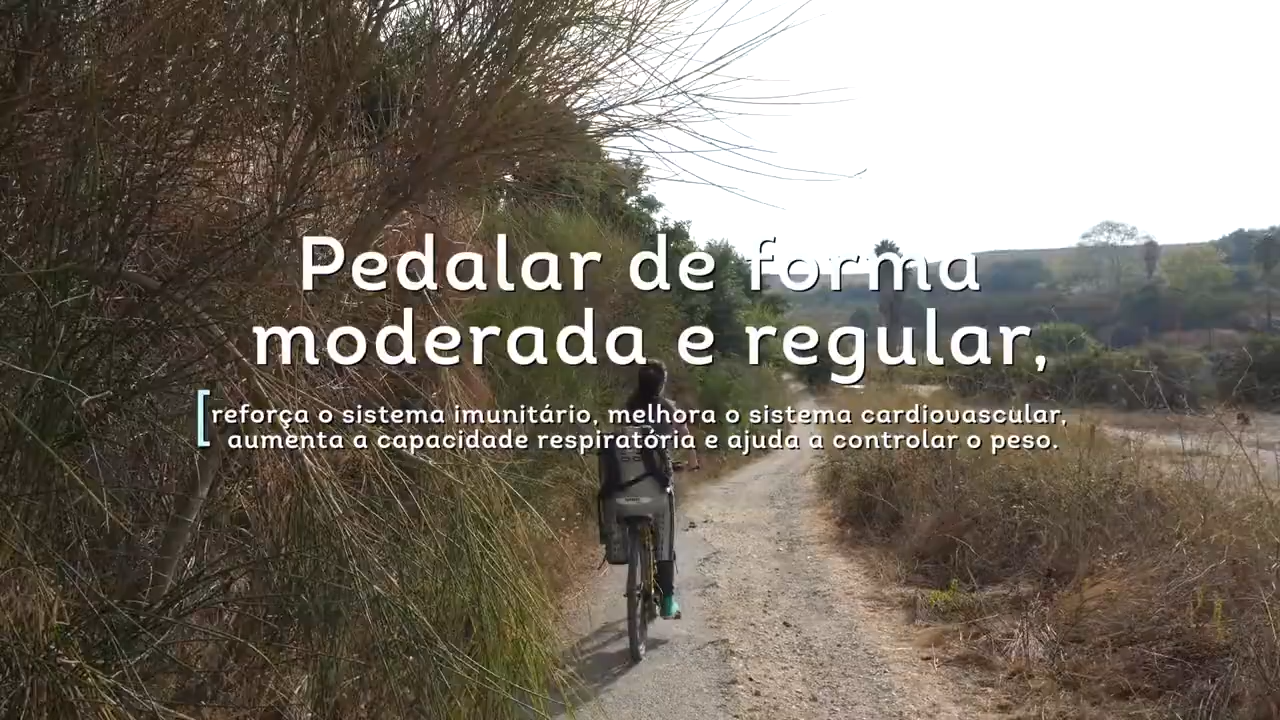 Pedalar de forma
moderada e regular,
[reforça o sistema imunitário, melhora o sistema cardiovascular,
aumenta a capacidade respiratória e ajuda a controlar o peso.